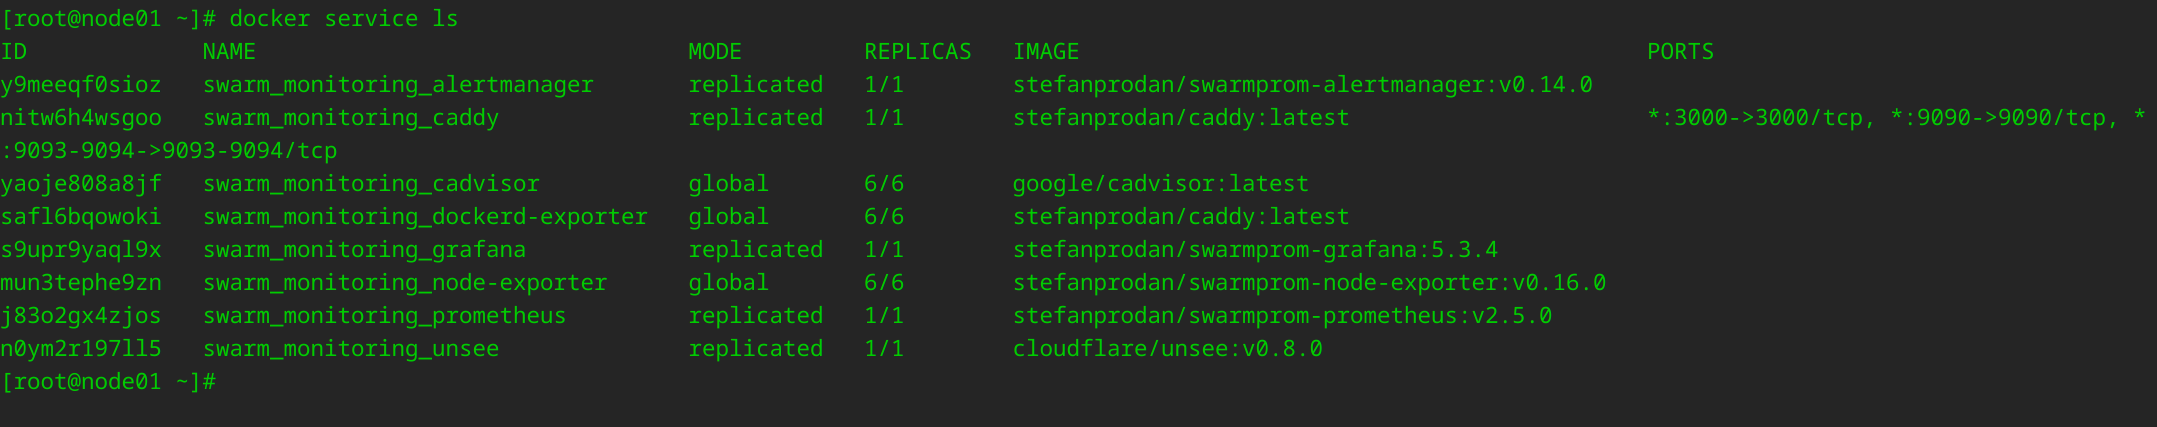 [root@node01 ~]# docker service ls
ID             NAME                                MODE         REPLICAS   IMAGE                                          PORTS
y9meeqf0sioz   swarm_monitoring_alertmanager       replicated   1/1        stefanprodan/swarmprom-alertmanager:v0.14.0
nitw6h4wsgoo   swarm_monitoring_caddy              replicated   1/1        stefanprodan/caddy:latest                      *:3000->3000/tcp, *:9090->9090/tcp, *
:9093-9094->9093-9094/tcp
yaoje808a8jf   swarm_monitoring_cadvisor           global       6/6        google/cadvisor:latest
safl6bqowoki   swarm_monitoring_dockerd-exporter   global       6/6        stefanprodan/caddy:latest
s9upr9yaql9x   swarm_monitoring_grafana            replicated   1/1        stefanprodan/swarmprom-grafana:5.3.4
mun3tephe9zn   swarm_monitoring_node-exporter      global       6/6        stefanprodan/swarmprom-node-exporter:v0.16.0
j83o2gx4zjos   swarm_monitoring_prometheus         replicated   1/1        stefanprodan/swarmprom-prometheus:v2.5.0
n0ym2r197ll5   swarm_monitoring_unsee              replicated   1/1        cloudflare/unsee:v0.8.0
[root@node01 ~]#